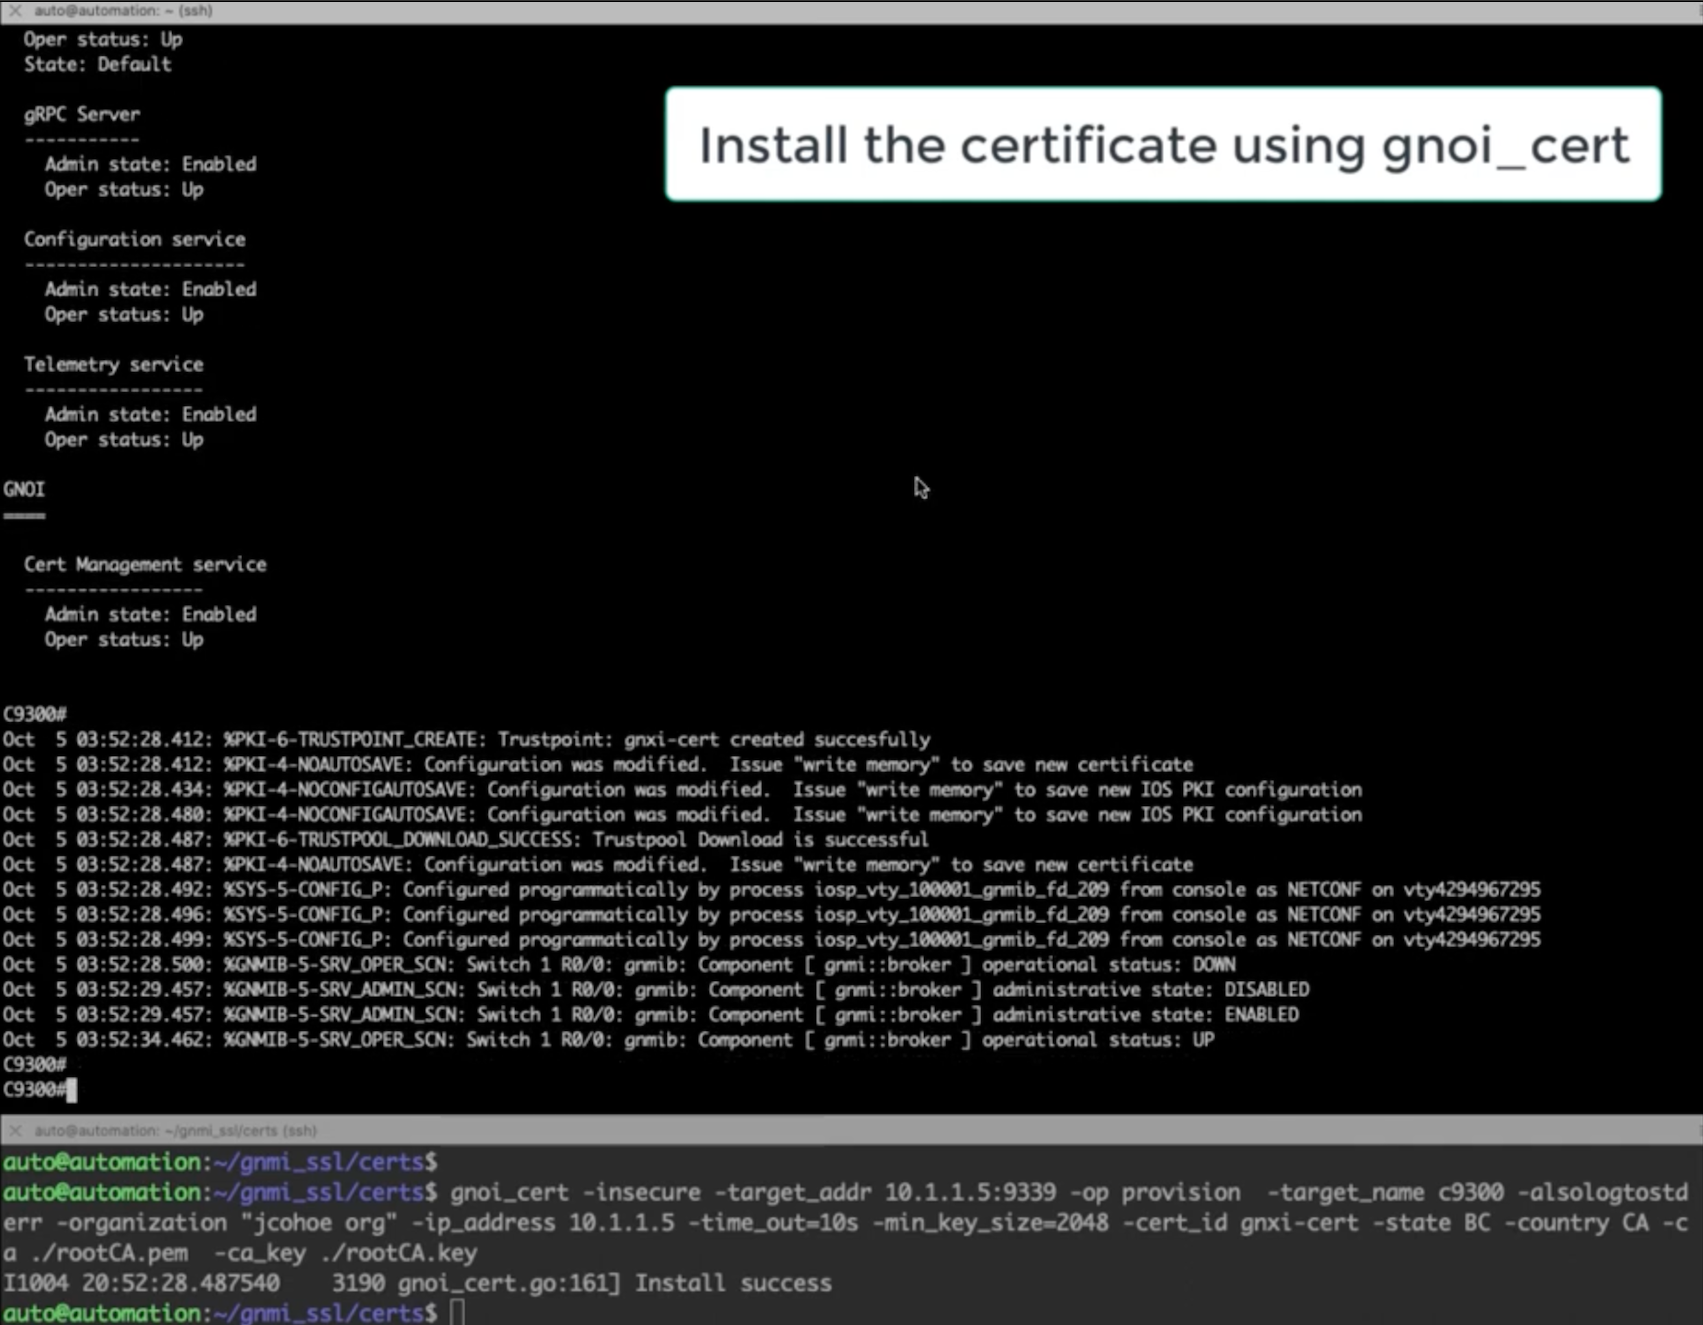 auto@automation: ~ (ssh)
Oper status: Up
State: Default
Install the certificate using gnoi_cert
gRPC Server
-----------
Admin state: Enabled
Oper status: Up
Configuration service
---------------------
Admin state: Enabled
Oper status: Up
Telemetry service
-----------------
Admin state: Enabled
Oper status: Up
GNOI
====
Cert Management service
-----------------
Admin state: Enabled
Oper status: Up
C9300#
Oct  5 03:52:28.412: %PKI-6-TRUSTPOINT_CREATE: Trustpoint: gnxi-cert created succesfully
Oct  5 03:52:28.412: %PKI-4-NOAUTOSAVE: Configuration was modified.  Issue "write memory" to save new certificate
Oct  5 03:52:28.434: %PKI-4-NOCONFIGAUTOSAVE: Configuration was modified.  Issue "write memory" to save new IOS PKI configuration
Oct  5 03:52:28.480: %PKI-4-NOCONFIGAUTOSAVE: Configuration was modified.  Issue "write memory" to save new IOS PKI configuration
Oct  5 03:52:28.487: %PKI-6-TRUSTPOOL_DOWNLOAD_SUCCESS: Trustpool Download is successful
Oct  5 03:52:28.487: %PKI-4-NOAUTOSAVE: Configuration was modified.  Issue "write memory" to save new certificate
Oct  5 03:52:28.492: %SYS-5-CONFIG_P: Configured programmatically by process iosp_vty_100001_gnmib_fd_209 from console as NETCONF on vty4294967295
Oct  5 03:52:28.496: %SYS-5-CONFIG_P: Configured programmatically by process iosp_vty_100001_gnmib_fd_209 from console as NETCONF on vty4294967295
Oct  5 03:52:28.499: %SYS-5-CONFIG_P: Configured programmatically by process iosp_vty_100001_gnmib_fd_209 from console as NETCONF on vty4294967295
Oct  5 03:52:28.500: %GNMIB-5-SRV_OPER_SCN: Switch 1 R0/0: gnmib: Component [ gnmi::broker ] operational status: DOWN
Oct  5 03:52:29.457: %GNMIB-5-SRV_ADMIN_SCN: Switch 1 R0/0: gnmib: Component [ gnmi::broker ] administrative state: DISABLED
Oct  5 03:52:29.457: %GNMIB-5-SRV_ADMIN_SCN: Switch 1 R0/0: gnmib: Component [ gnmi::broker ] administrative state: ENABLED
Oct  5 03:52:34.462: %GNMIB-5-SRV_OPER_SCN: Switch 1 R0/0: gnmib: Component [ gnmi::broker ] operational status: UP
C9300#
C9300#
auto@automation: ~/gnmi_ssl/certs (ssh)
auto@automation:~/gnmi_ssl/certs$
auto@automation:~/gnmi_ssl/certs$ gnoi_cert -insecure -target_addr 10.1.1.5:9339 -op provision  -target_name c9300 -alsologtostd
err -organization "jcohoe org" -ip_address 10.1.1.5 -time_out=10s -min_key_size=2048 -cert_id gnxi-cert -state BC -country CA -c
a ./rootCA.pem  -ca_key ./rootCA.key
I1004 20:52:28.487540    3190 gnoi_cert.go:161] Install success
auto@automation:~/gnmi_ssl/certs$